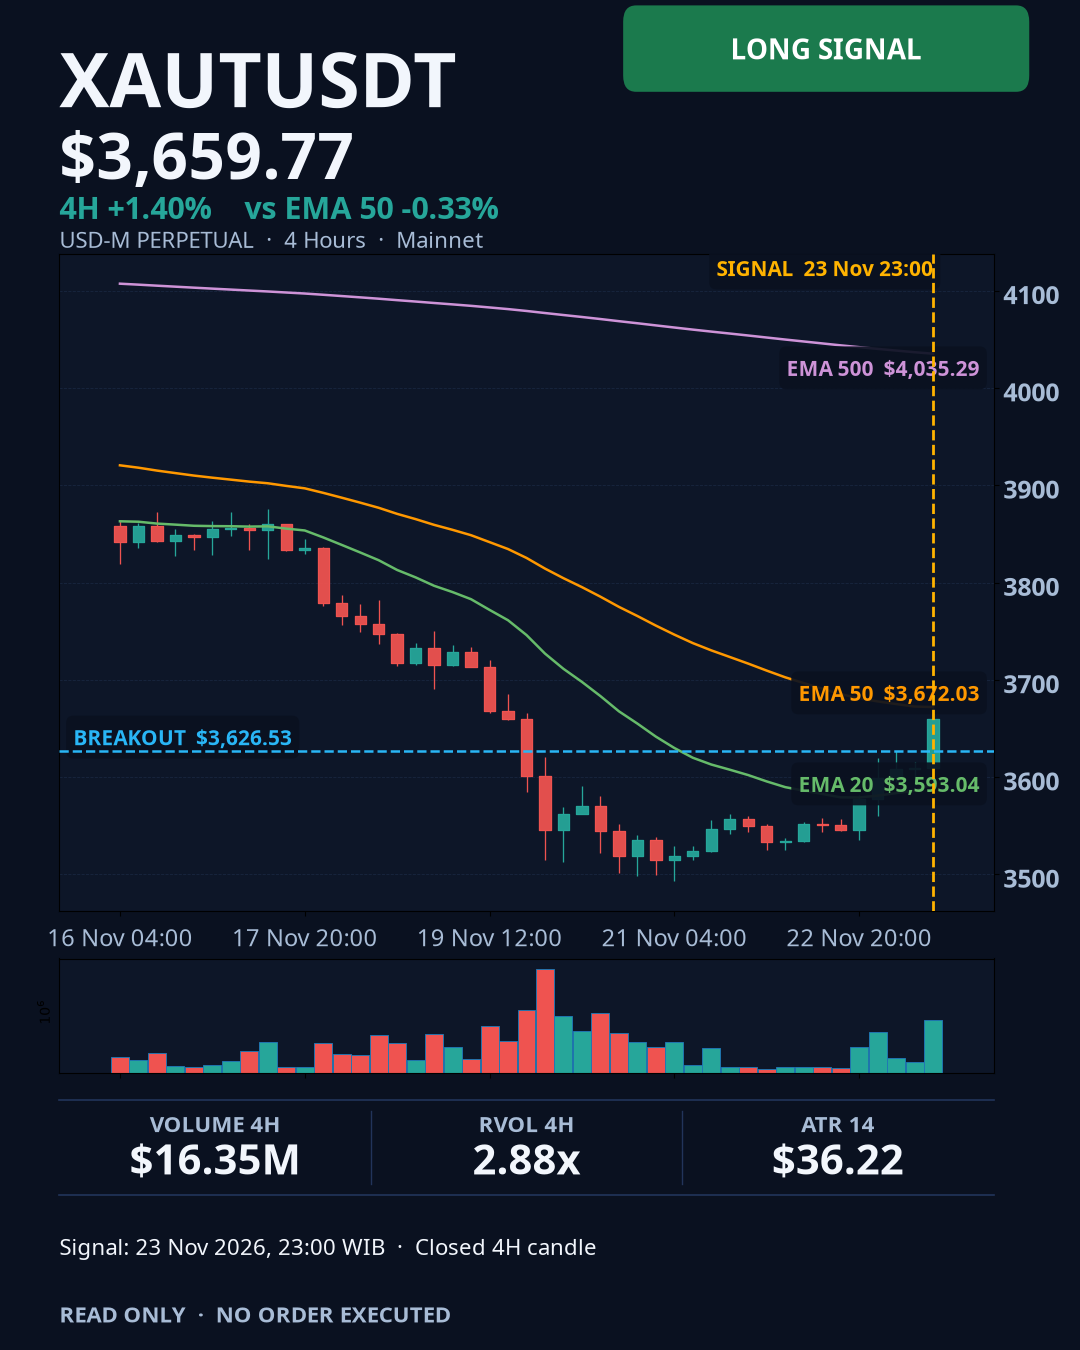 LONG SIGNAL
XAUTUSDT
$3,659.77
4H +1.40% vs EMA 50 -0.33%
USD-M PERPETUAL · 4 Hours · Mainnet
SIGNAL 23 Nov 23:00
4100
EMA 500 $4,035.29
4000
3900
3800
3700
EMA 50 $3,672.03
BREAKOUT $3,626.53
3600
EMA 20 $3,593.04
3500
16 Nov 04:00 17 Nov 20:00 19 Nov 12:00 21 Nov 04:00 22 Nov 20:00
10⁶
VOLUME 4H RVOL 4H ATR 14
$16.35M 2.88x $36.22
Signal: 23 Nov 2026, 23:00 WIB · Closed 4H candle
READ ONLY · NO ORDER EXECUTED